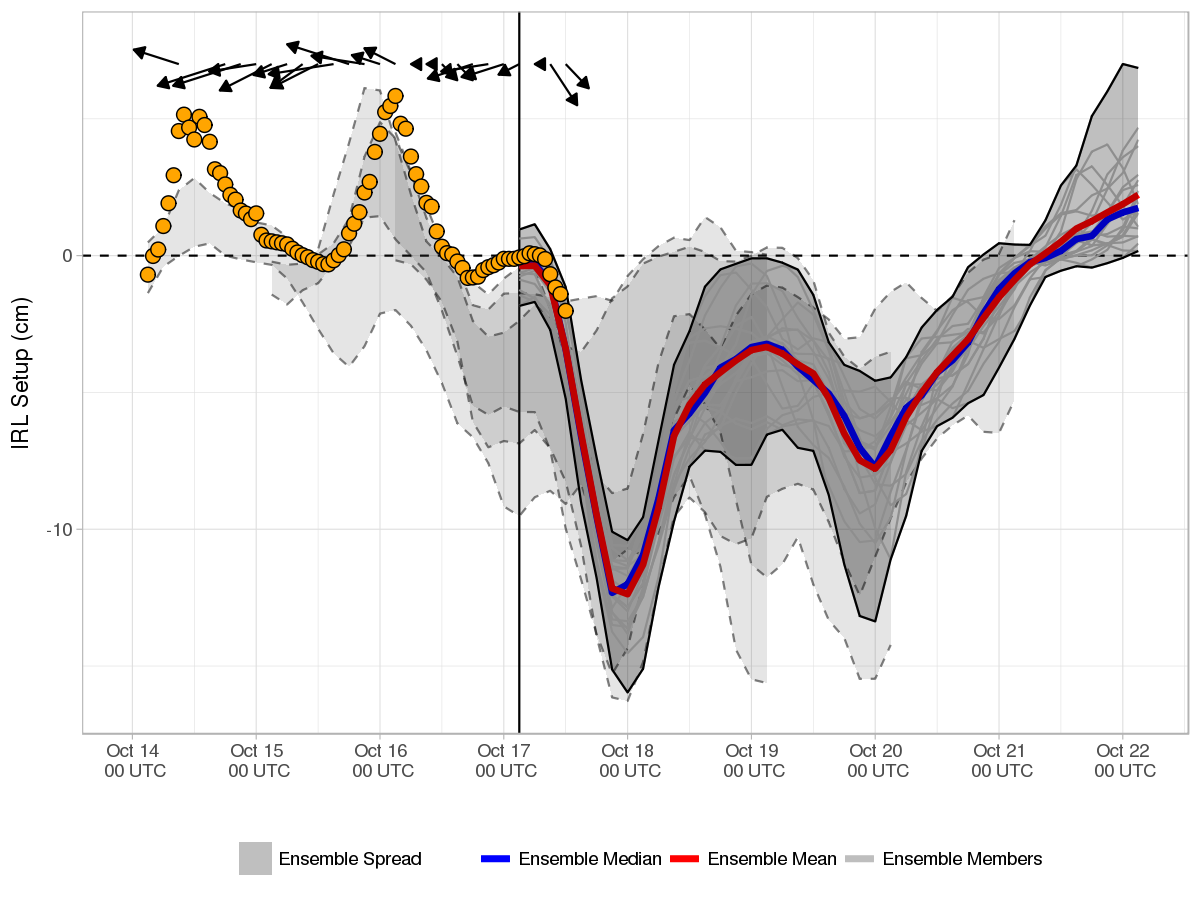 IRL Setup (cm)
0
-10
Oct 14 Oct 15 Oct 16 Oct 17 Oct 18 Oct 19 Oct 20 Oct 21 Oct 22
00 UTC 00 UTC 00 UTC 00 UTC 00 UTC 00 UTC 00 UTC 00 UTC 00 UTC
Ensemble Spread Ensemble Median Ensemble Mean Ensemble Members